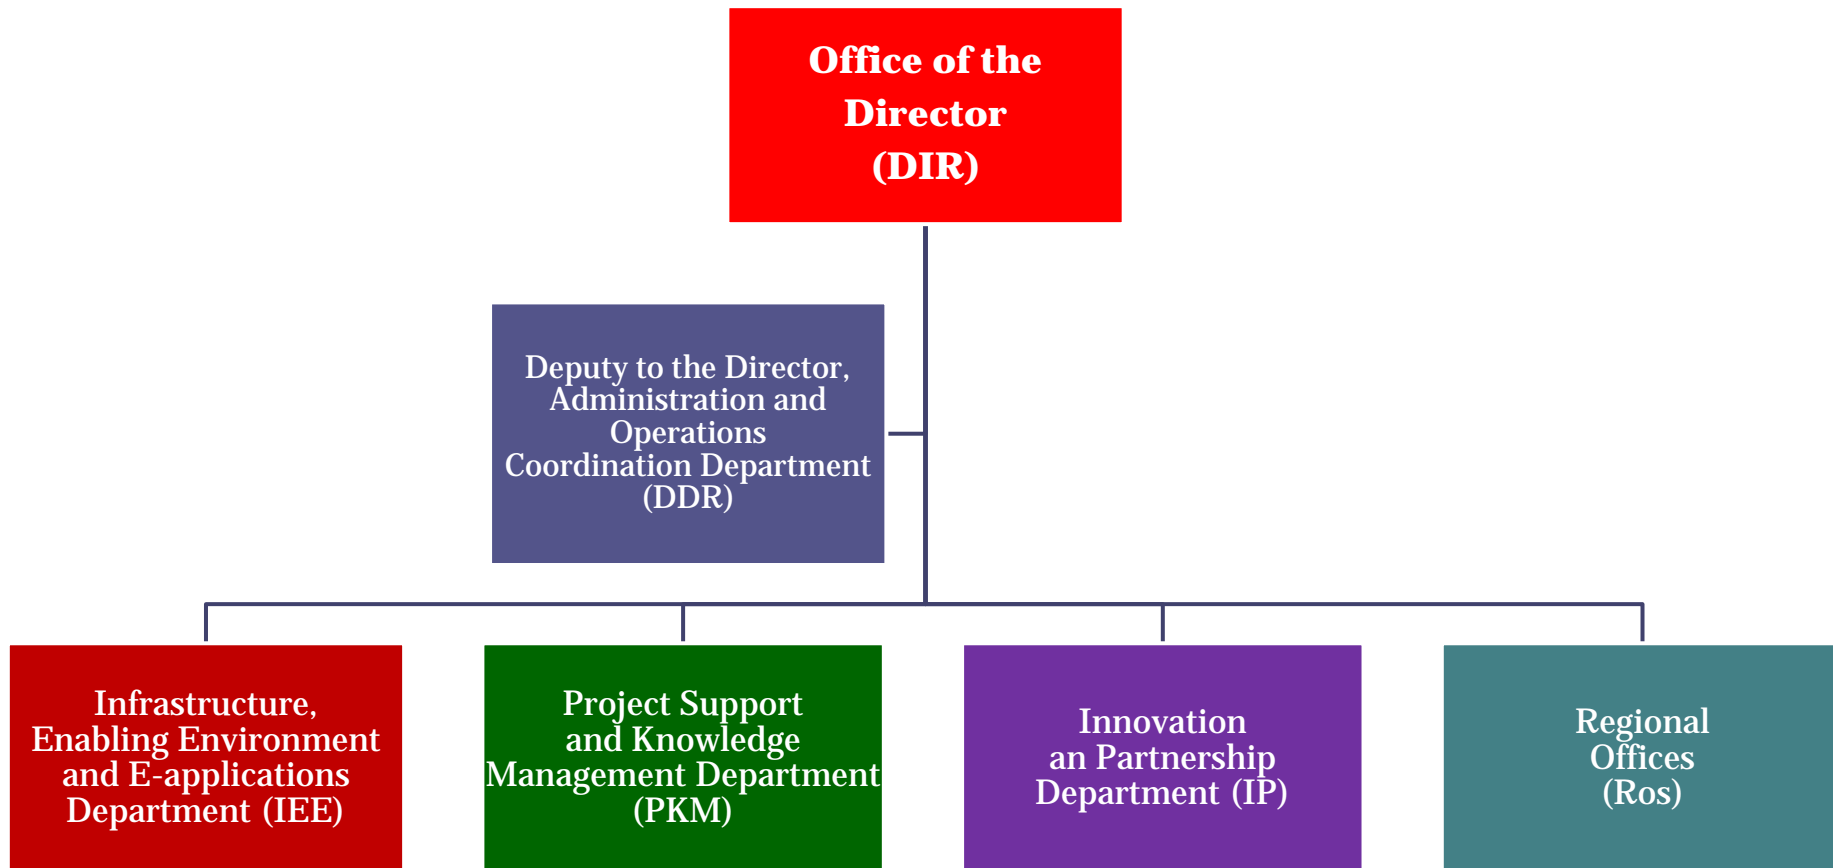 Office of the
Director
(DIR)
Deputy to the Director,
Administration and
Operations
Coordination Department
(DDR)
Infrastructure,
Enabling Environment
and E-applications
Department (IEE)
Project Support
and Knowledge
Management Department
(PKM)
Innovation
an Partnership
Department (IP)
Regional
Offices
(Ros)